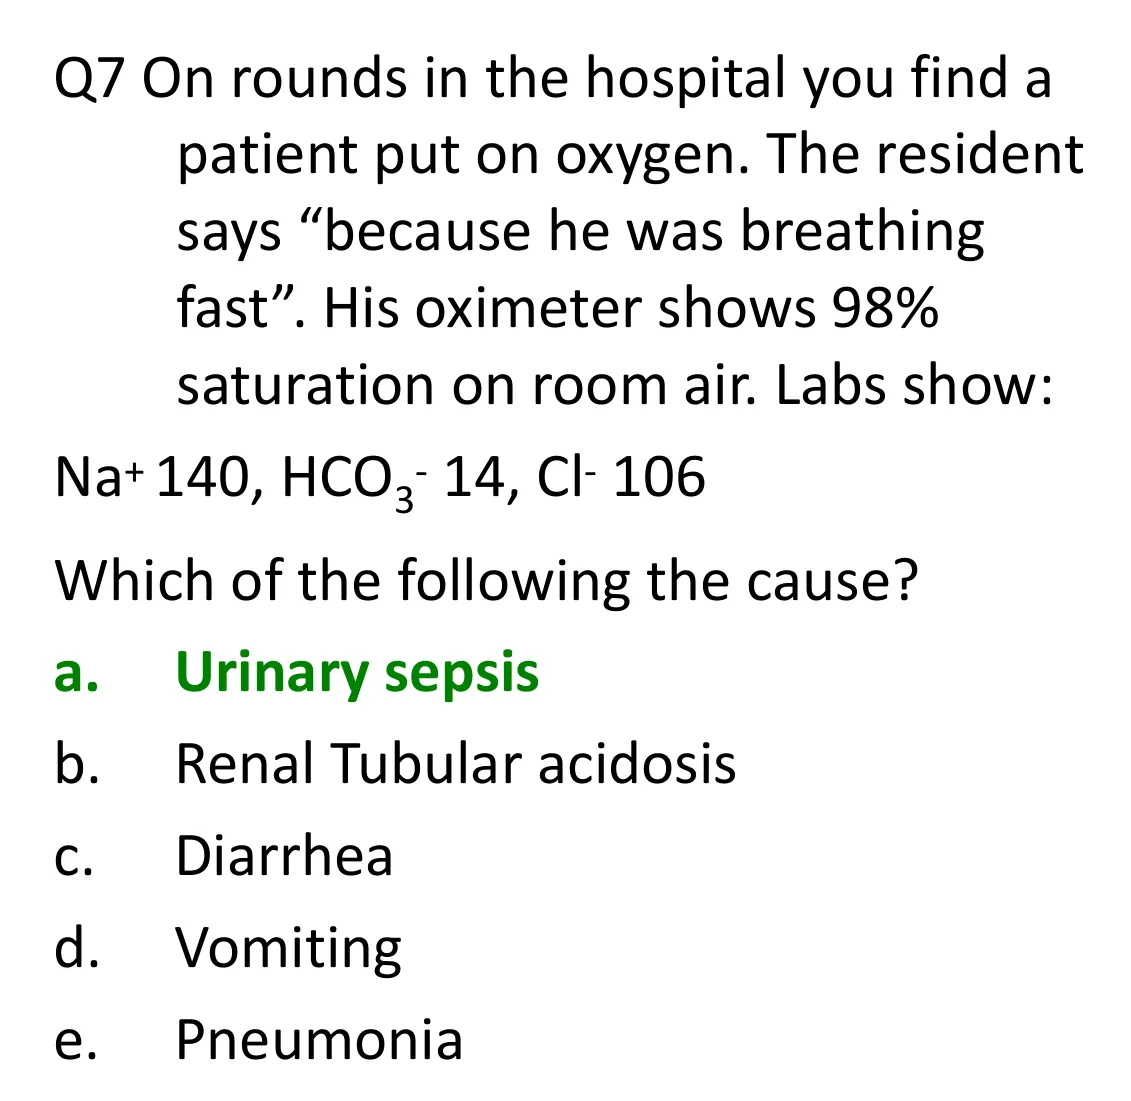 Q7 On rounds in the hospital you find a
patient put on oxygen. The resident
says “because he was breathing
fast”. His oximeter shows 98%
saturation on room air. Labs show:
Na⁺ 140, HCO₃⁻ 14, Cl⁻ 106
Which of the following the cause?
a. Urinary sepsis
b. Renal Tubular acidosis
c. Diarrhea
d. Vomiting
e. Pneumonia